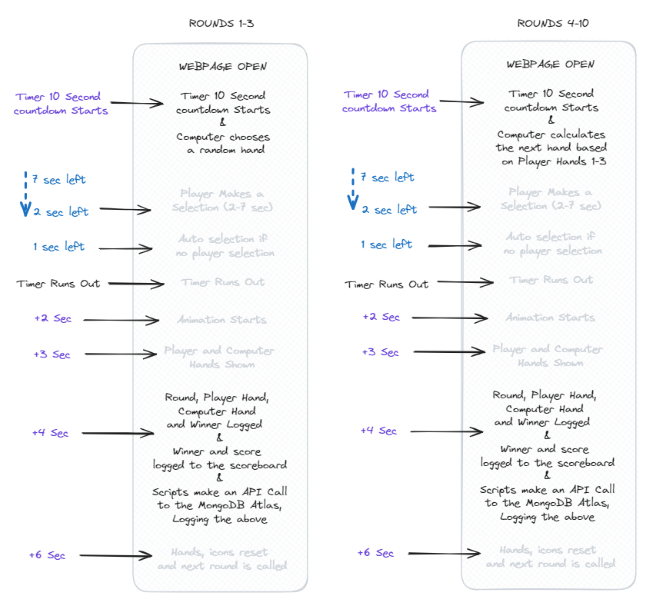 ROUNDS 1-3
WEBPAGE OPEN
Timer 10 Second
countdown Starts
Timer 10 Second
countdown Starts
&
Computer chooses
a random hand
7 sec left
2 sec left
Player Makes a
Selection (2-7 sec)
1 sec left
Auto selection if
no player selection
Timer Runs Out
Timer Runs Out
+2 Sec
Animation Starts
+3 Sec
Player and Computer
Hands Shown
+4 Sec
Round, Player Hand,
Computer Hand
and Winner Logged
&
Winner and score
logged to the scoreboard
&
Scripts make an API Call
to the MongoDB Atlas,
Logging the above
+6 Sec
Hands, icons reset
and next round is called
ROUNDS 4-10
WEBPAGE OPEN
Timer 10 Second
countdown Starts
Timer 10 Second
countdown Starts
&
Computer calculates
the next hand based
on Player Hands 1-3
7 sec left
2 sec left
Player Makes a
Selection (2-7 sec)
1 sec left
Auto selection if
no player selection
Timer Runs Out
Timer Runs Out
+2 Sec
Animation Starts
+3 Sec
Player and Computer
Hands Shown
+4 Sec
Round, Player Hand,
Computer Hand
and Winner Logged
&
Winner and score
logged to the scoreboard
&
Scripts make an API Call
to the MongoDB Atlas,
Logging the above
+6 Sec
Hands, icons reset
and next round is called